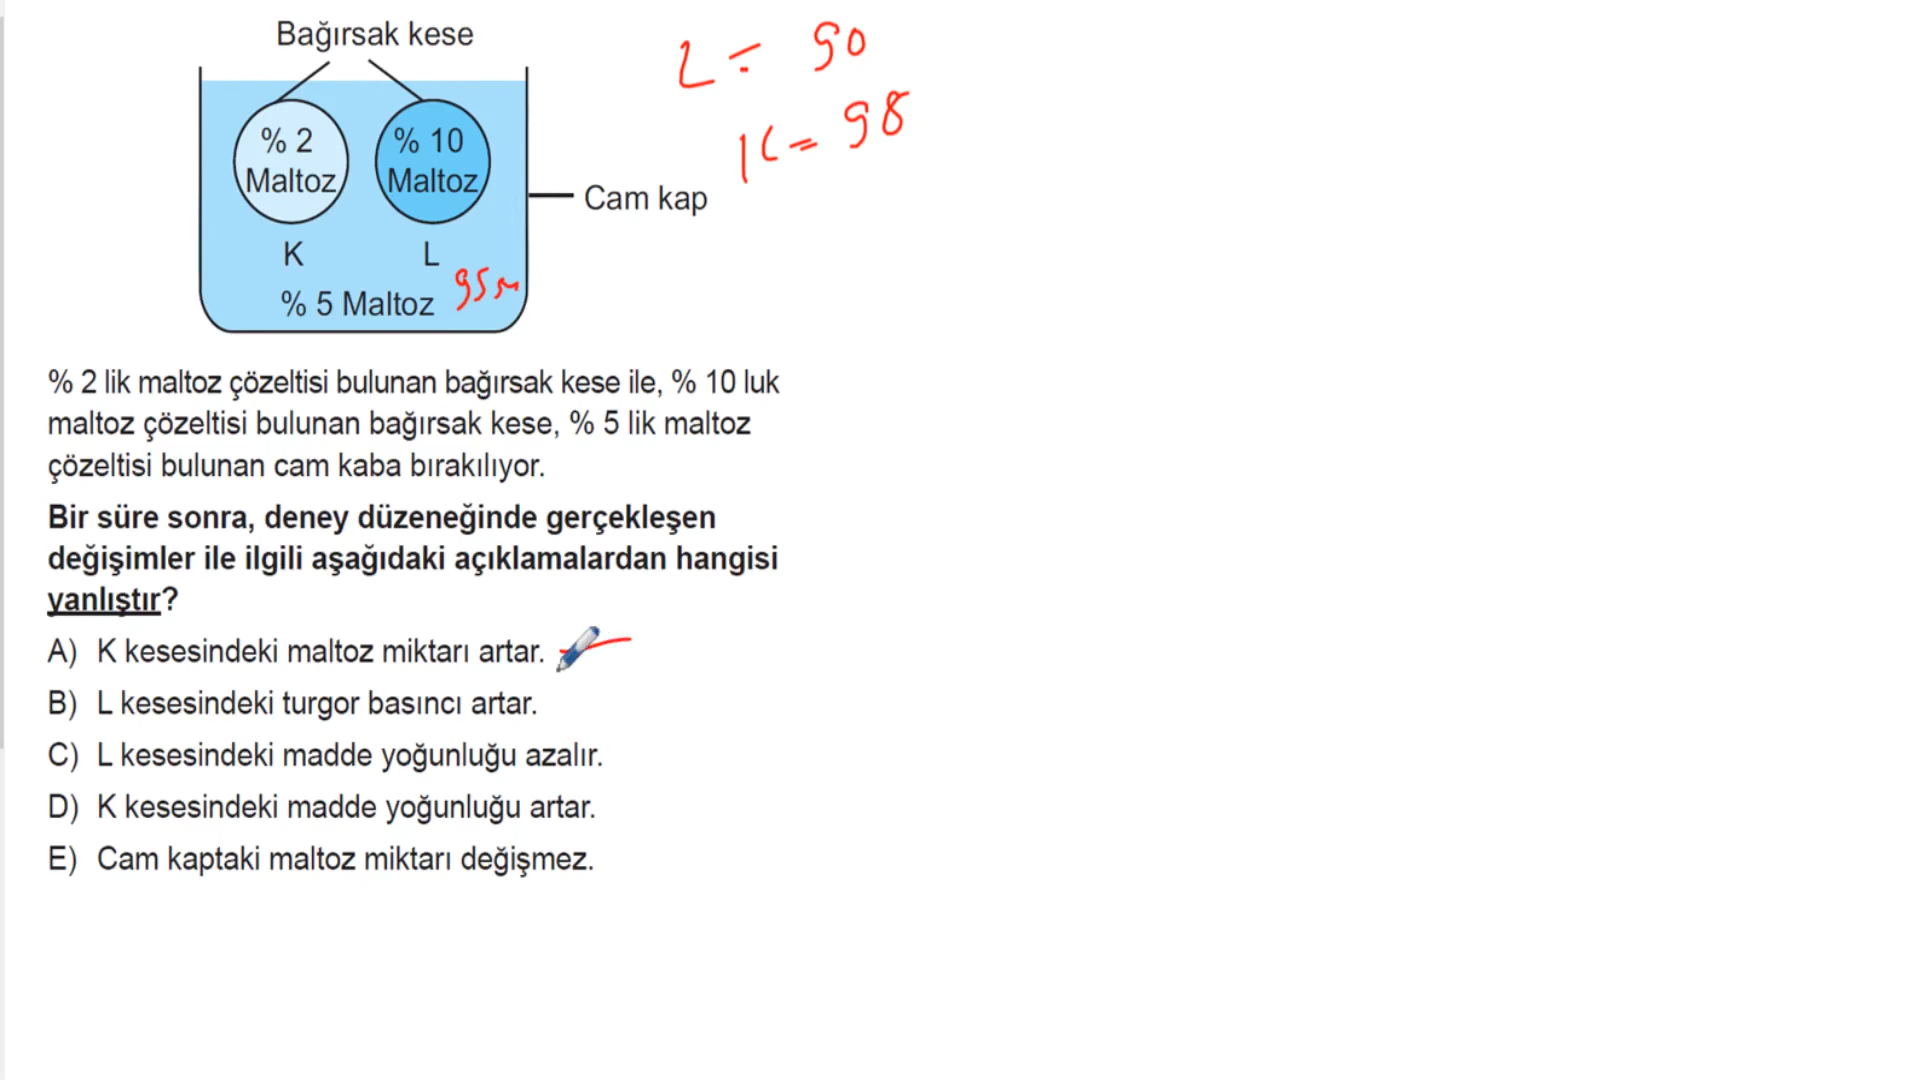 Bağırsak kese
L = 90
K = 98
% 2
Maltoz
% 10
Maltoz
Cam kap
K
L
% 5 Maltoz
95 su
% 2 lik maltoz çözeltisi bulunan bağırsak kese ile, % 10 luk
maltoz çözeltisi bulunan bağırsak kese, % 5 lik maltoz
çözeltisi bulunan cam kaba bırakılıyor.
Bir süre sonra, deney düzeneğinde gerçekleşen
değişimler ile ilgili aşağıdaki açıklamalardan hangisi
yanlıştır?
A) K kesesindeki maltoz miktarı artar.
B) L kesesindeki turgor basıncı artar.
C) L kesesindeki madde yoğunluğu azalır.
D) K kesesindeki madde yoğunluğu artar.
E) Cam kaptaki maltoz miktarı değişmez.